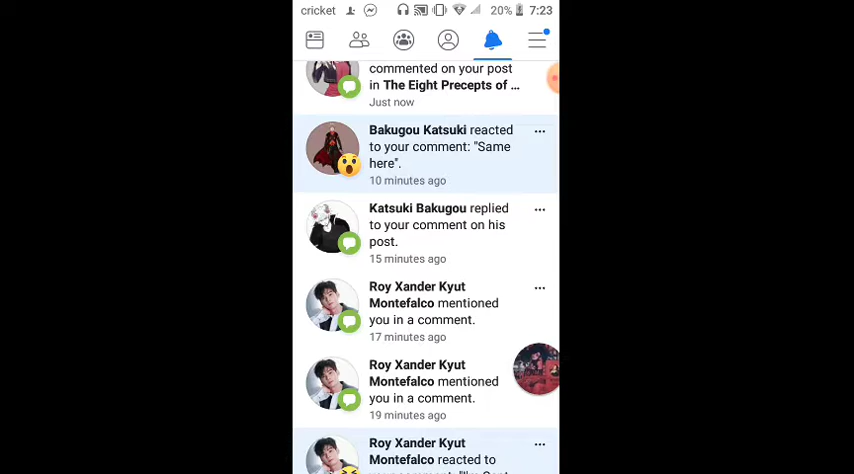 cricket 20% 7:23
commented on your post
in The Eight Precepts of ...
Just now
Bakugou Katsuki reacted
to your comment: "Same
here".
10 minutes ago
Katsuki Bakugou replied
to your comment on his
post.
15 minutes ago
Roy Xander Kyut
Montefalco mentioned
you in a comment.
17 minutes ago
Roy Xander Kyut
Montefalco mentioned
you in a comment.
19 minutes ago
Roy Xander Kyut
Montefalco reacted to